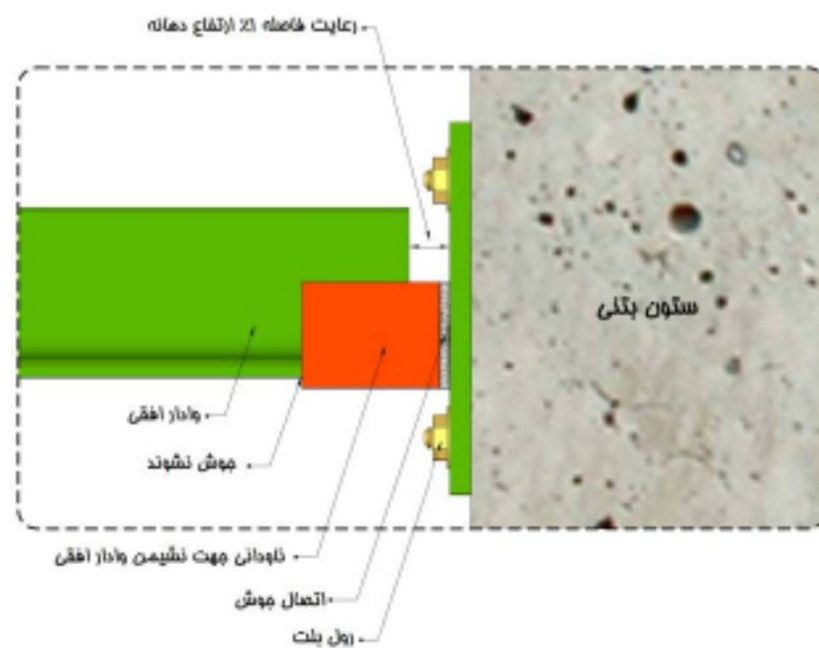 رعایت فاصله ۱٪ ارتفاع دهانه
ستون بتنی
وادار افقی
جوش نشوند
ناودانی جهت نشیمن وادار افقی
اتصال جوش
رول بلت